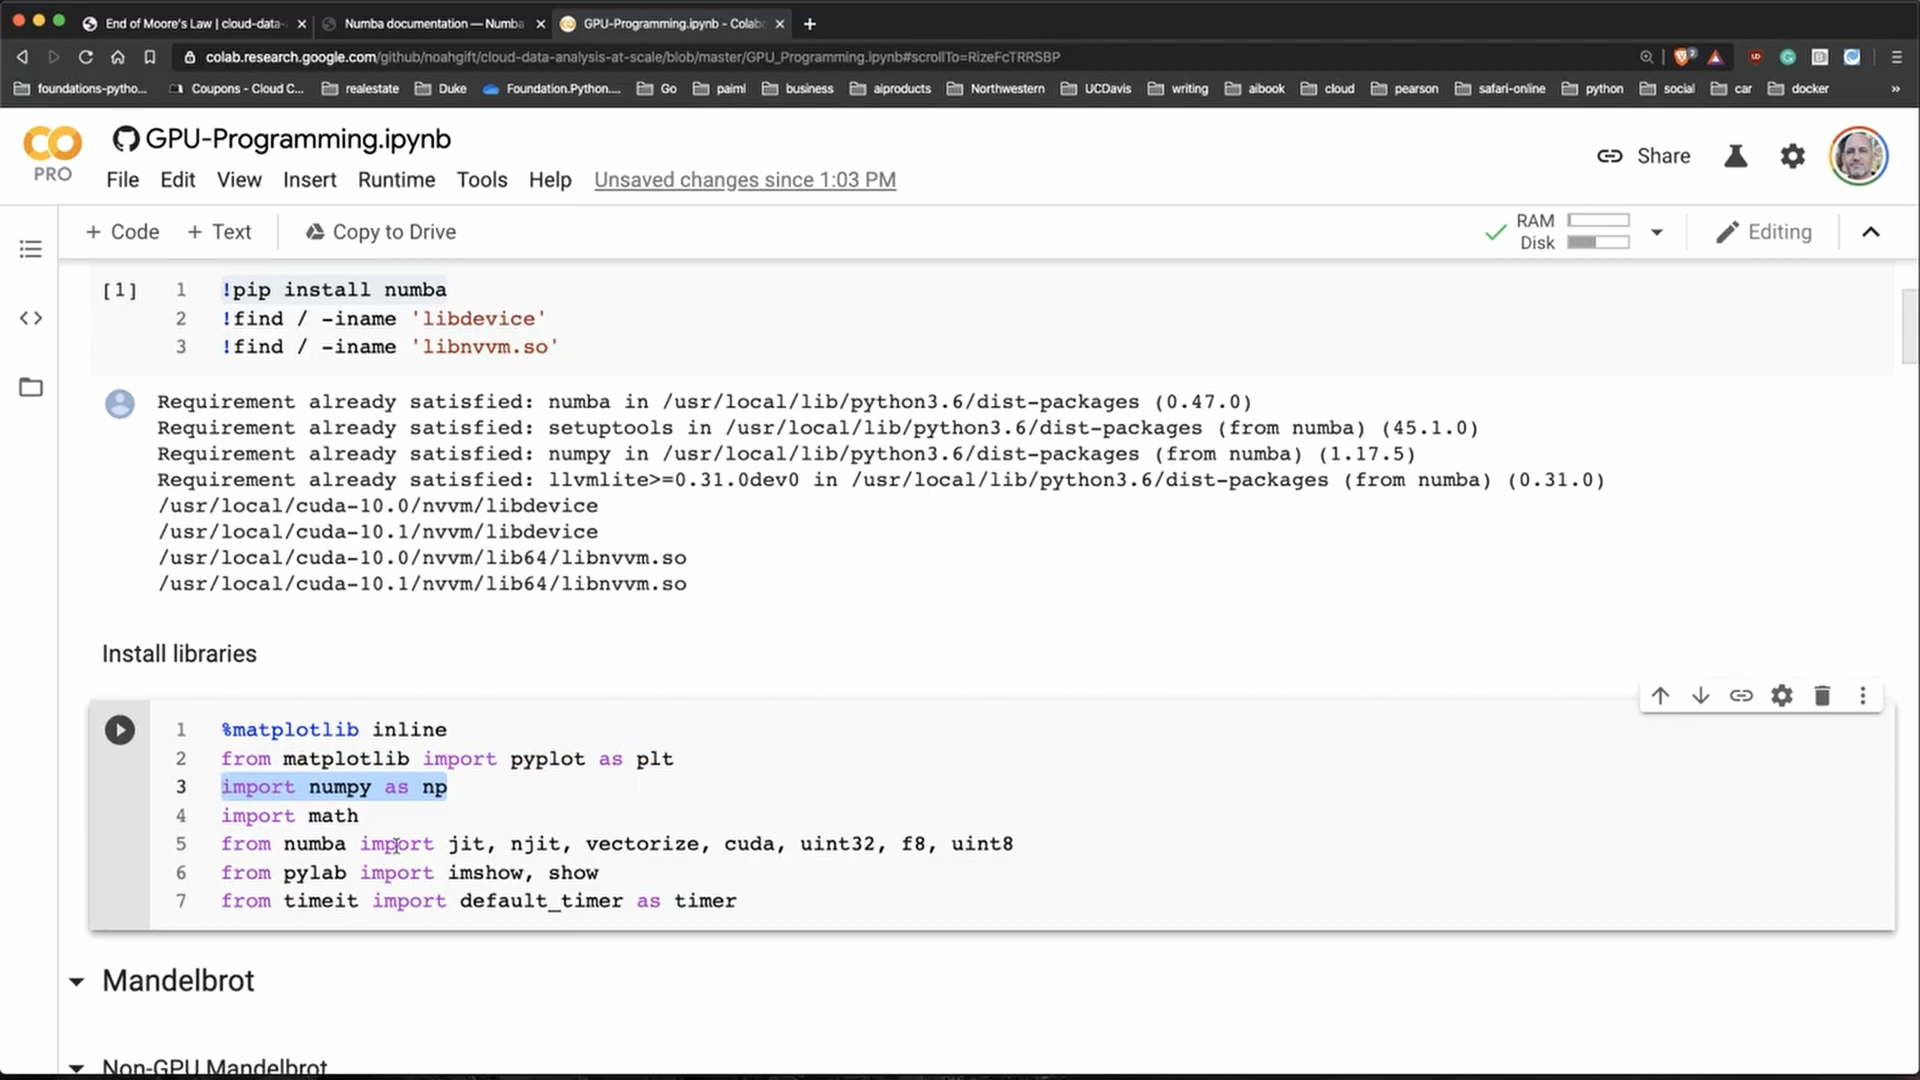 End of Moore's Law | cloud-data-
Numba documentation — Numba
GPU-Programming.ipynb - Colabo
colab.research.google.com/github/noahgift/cloud-data-analysis-at-scale/blob/master/GPU_Programming.ipynb#scrollTo=RizeFcTRRSBP
foundations-pytho... Coupons - Cloud C... realestate Duke Foundation.Python.... Go paiml business aiproducts Northwestern UCDavis writing aibook cloud pearson safari-online python social car docker »
GPU-Programming.ipynb
CO
PRO
File Edit View Insert Runtime Tools Help Unsaved changes since 1:03 PM
Share
+ Code + Text Copy to Drive
RAM
Disk
Editing
[1] 1 !pip install numba
2 !find / -iname 'libdevice'
3 !find / -iname 'libnvvm.so'
Requirement already satisfied: numba in /usr/local/lib/python3.6/dist-packages (0.47.0)
Requirement already satisfied: setuptools in /usr/local/lib/python3.6/dist-packages (from numba) (45.1.0)
Requirement already satisfied: numpy in /usr/local/lib/python3.6/dist-packages (from numba) (1.17.5)
Requirement already satisfied: llvmlite>=0.31.0dev0 in /usr/local/lib/python3.6/dist-packages (from numba) (0.31.0)
/usr/local/cuda-10.0/nvvm/libdevice
/usr/local/cuda-10.1/nvvm/libdevice
/usr/local/cuda-10.0/nvvm/lib64/libnvvm.so
/usr/local/cuda-10.1/nvvm/lib64/libnvvm.so
Install libraries
1 %matplotlib inline
2 from matplotlib import pyplot as plt
3 import numpy as np
4 import math
5 from numba import jit, njit, vectorize, cuda, uint32, f8, uint8
6 from pylab import imshow, show
7 from timeit import default_timer as timer
Mandelbrot
Non-GPU Mandelbrot